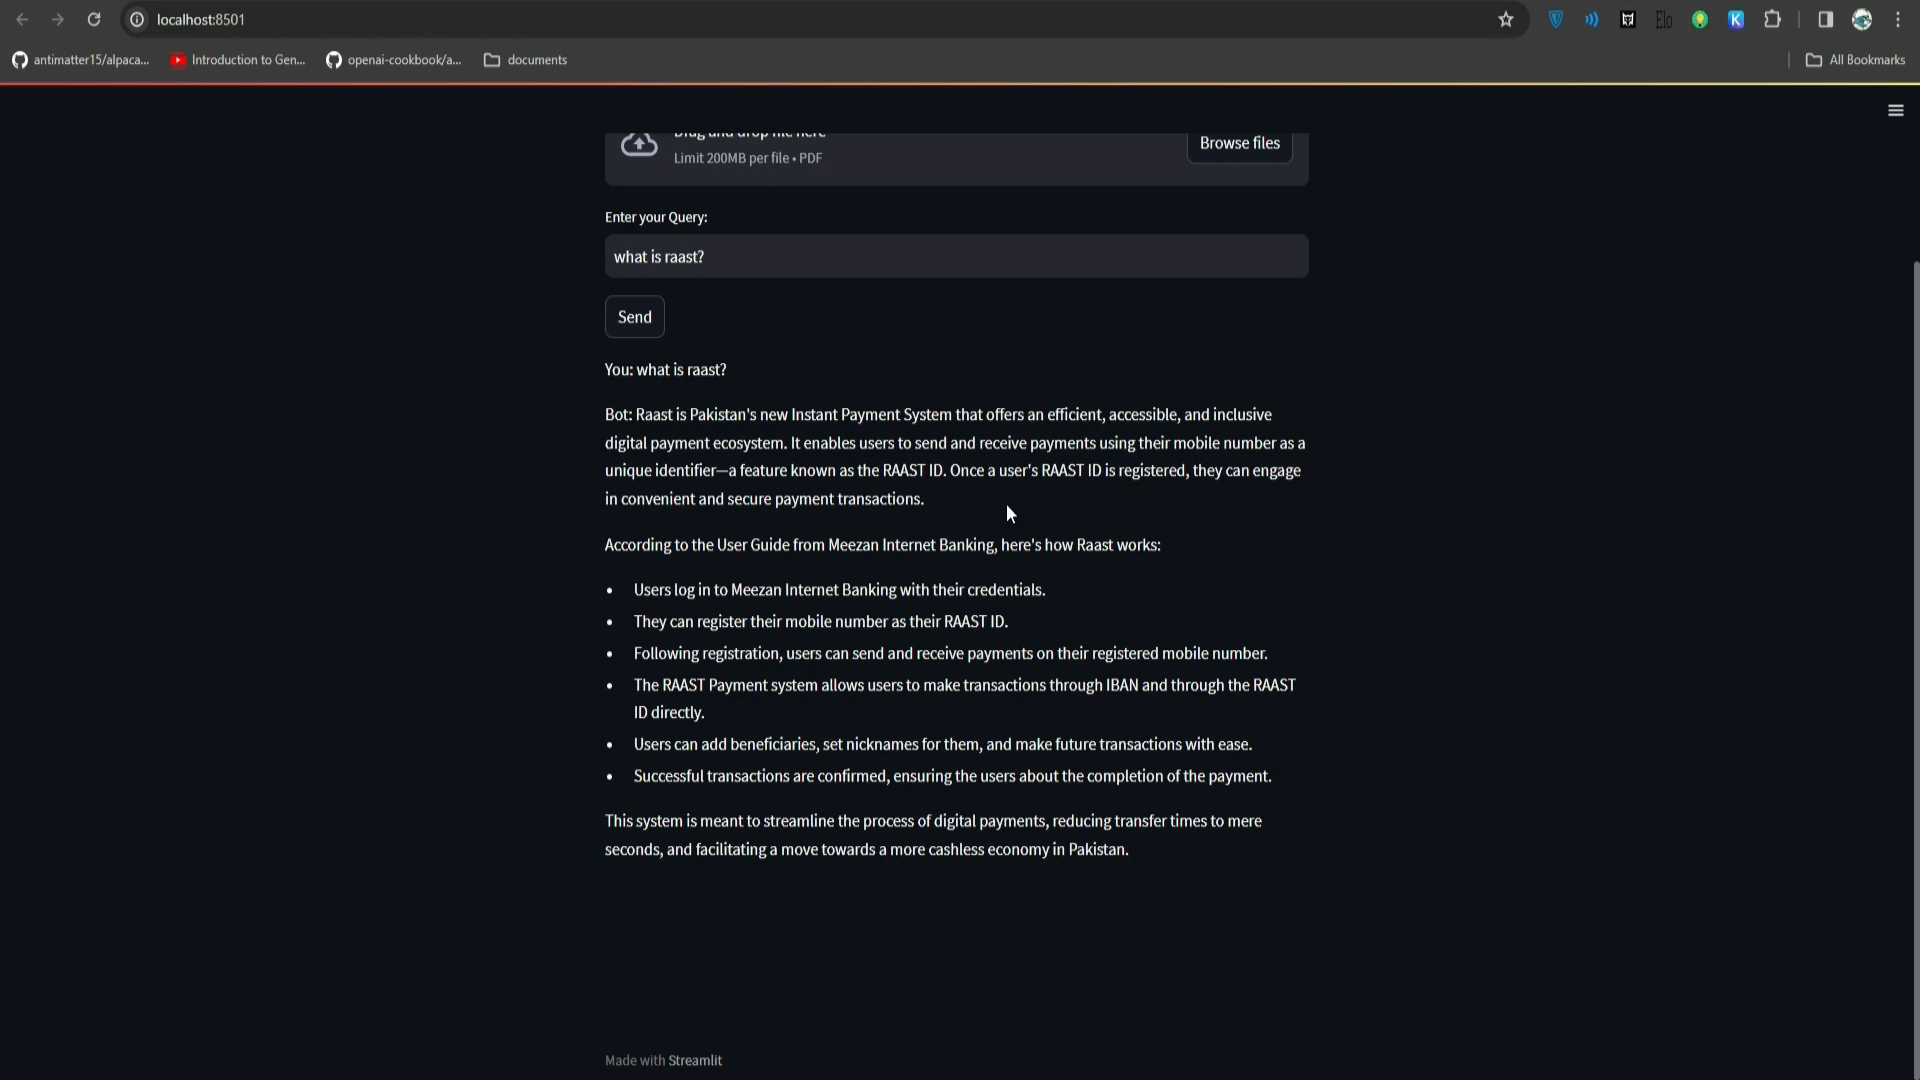 localhost:8501
antimatter15/alpaca...
Introduction to Gen...
openai-cookbook/a...
documents
All Bookmarks
Drag and drop file here
Limit 200MB per file • PDF
Browse files
Enter your Query:
what is raast?
Send
You: what is raast?
Bot: Raast is Pakistan's new Instant Payment System that offers an efficient, accessible, and inclusive
digital payment ecosystem. It enables users to send and receive payments using their mobile number as a
unique identifier—a feature known as the RAAST ID. Once a user's RAAST ID is registered, they can engage
in convenient and secure payment transactions.
According to the User Guide from Meezan Internet Banking, here's how Raast works:
• Users log in to Meezan Internet Banking with their credentials.
• They can register their mobile number as their RAAST ID.
• Following registration, users can send and receive payments on their registered mobile number.
• The RAAST Payment system allows users to make transactions through IBAN and through the RAAST
ID directly.
• Users can add beneficiaries, set nicknames for them, and make future transactions with ease.
• Successful transactions are confirmed, ensuring the users about the completion of the payment.
This system is meant to streamline the process of digital payments, reducing transfer times to mere
seconds, and facilitating a move towards a more cashless economy in Pakistan.
Made with Streamlit